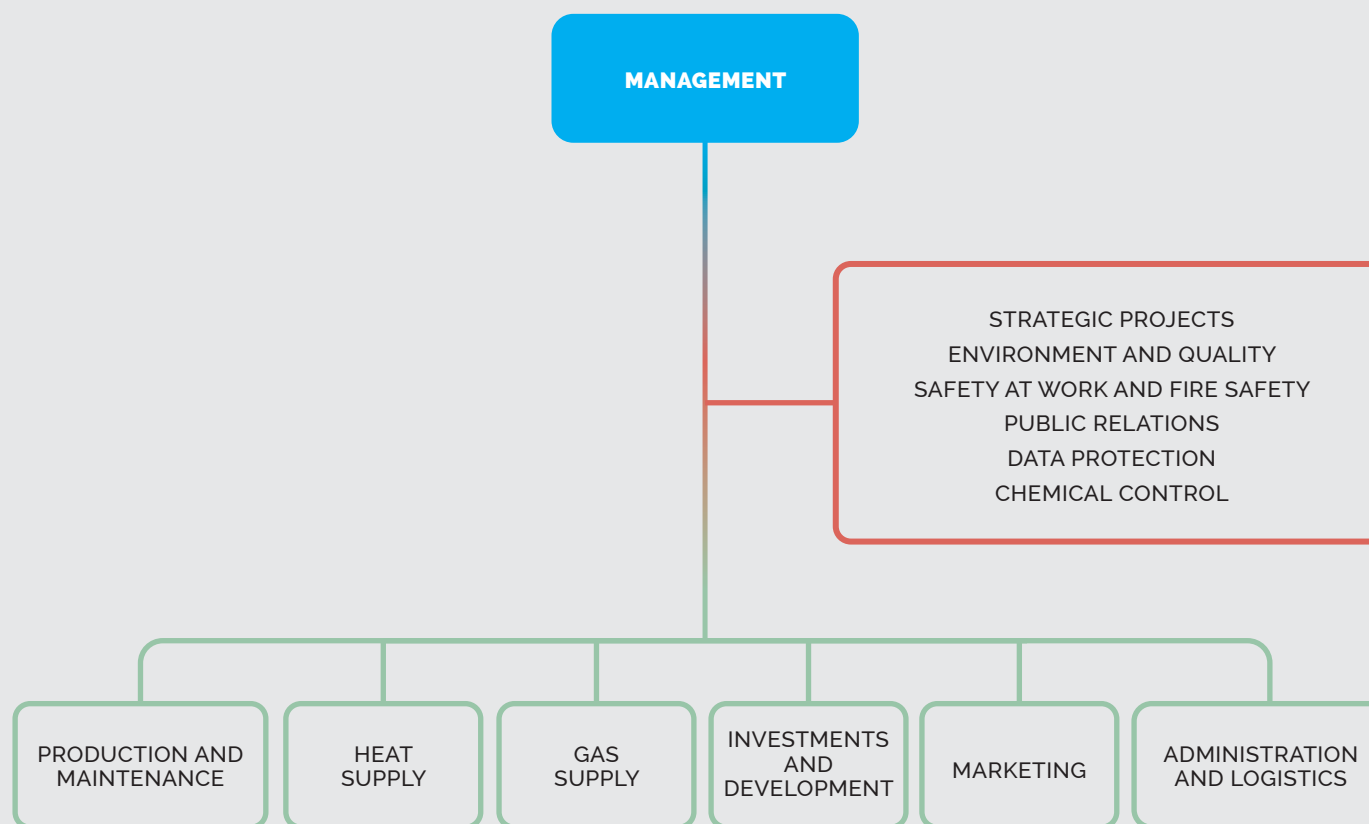 MANAGEMENT
STRATEGIC PROJECTS
ENVIRONMENT AND QUALITY
SAFETY AT WORK AND FIRE SAFETY
PUBLIC RELATIONS
DATA PROTECTION
CHEMICAL CONTROL
PRODUCTION AND
MAINTENANCE
HEAT
SUPPLY
GAS
SUPPLY
INVESTMENTS
AND
DEVELOPMENT
MARKETING
ADMINISTRATION
AND LOGISTICS